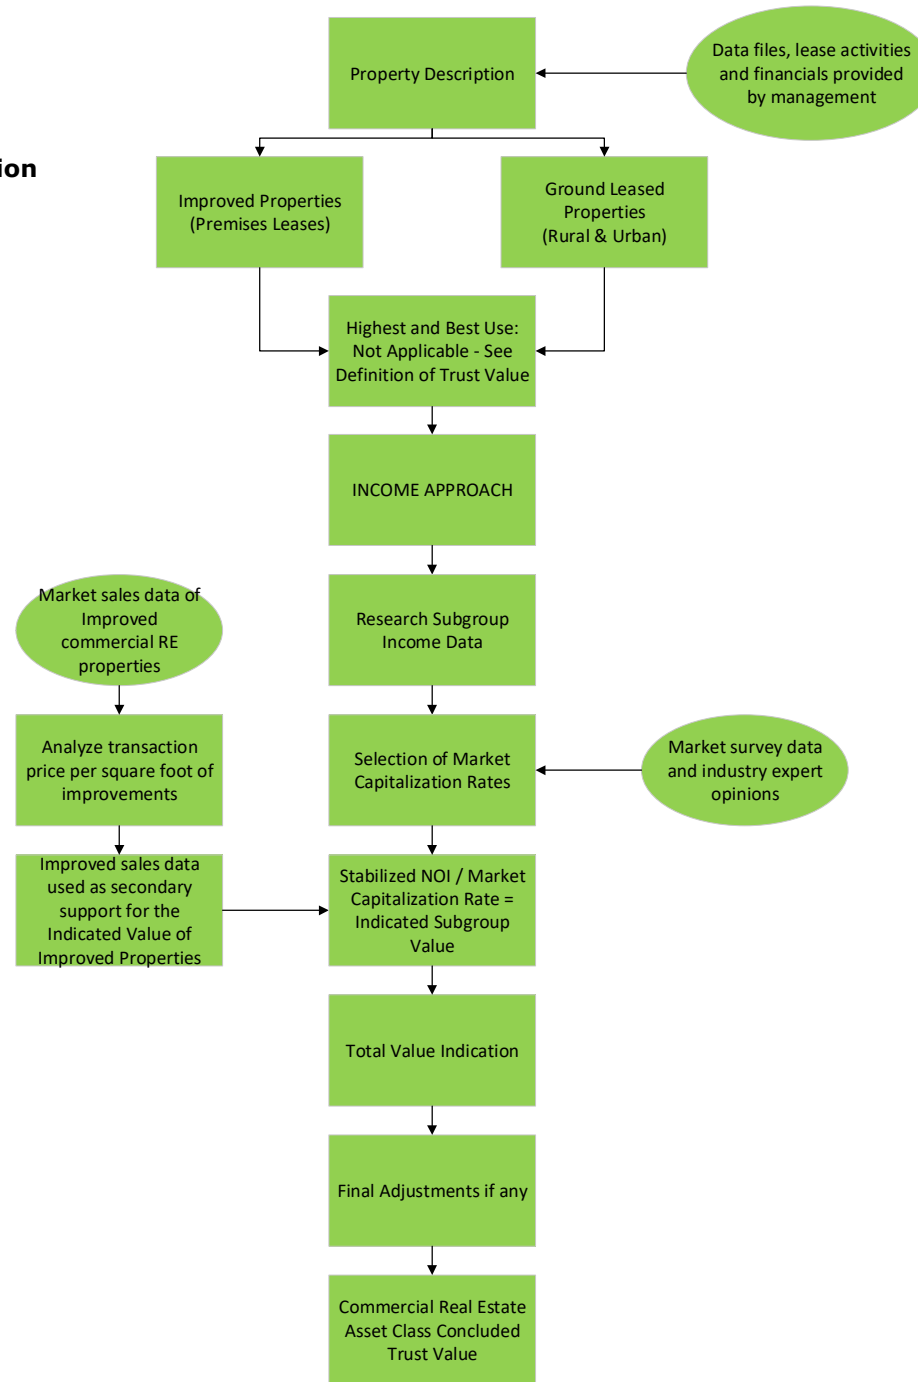 Property Description
Data files, lease activities
and financials provided
by management
ion
Improved Properties
(Premises Leases)
Ground Leased
Properties
(Rural & Urban)
Highest and Best Use:
Not Applicable - See
Definition of Trust Value
INCOME APPROACH
Market sales data of
Improved
commercial RE
properties
Research Subgroup
Income Data
Analyze transaction
price per square foot of
improvements
Selection of Market
Capitalization Rates
Market survey data
and industry expert
opinions
Improved sales data
used as secondary
support for the
Indicated Value of
Improved Properties
Stabilized NOI / Market
Capitalization Rate =
Indicated Subgroup
Value
Total Value Indication
Final Adjustments if any
Commercial Real Estate
Asset Class Concluded
Trust Value